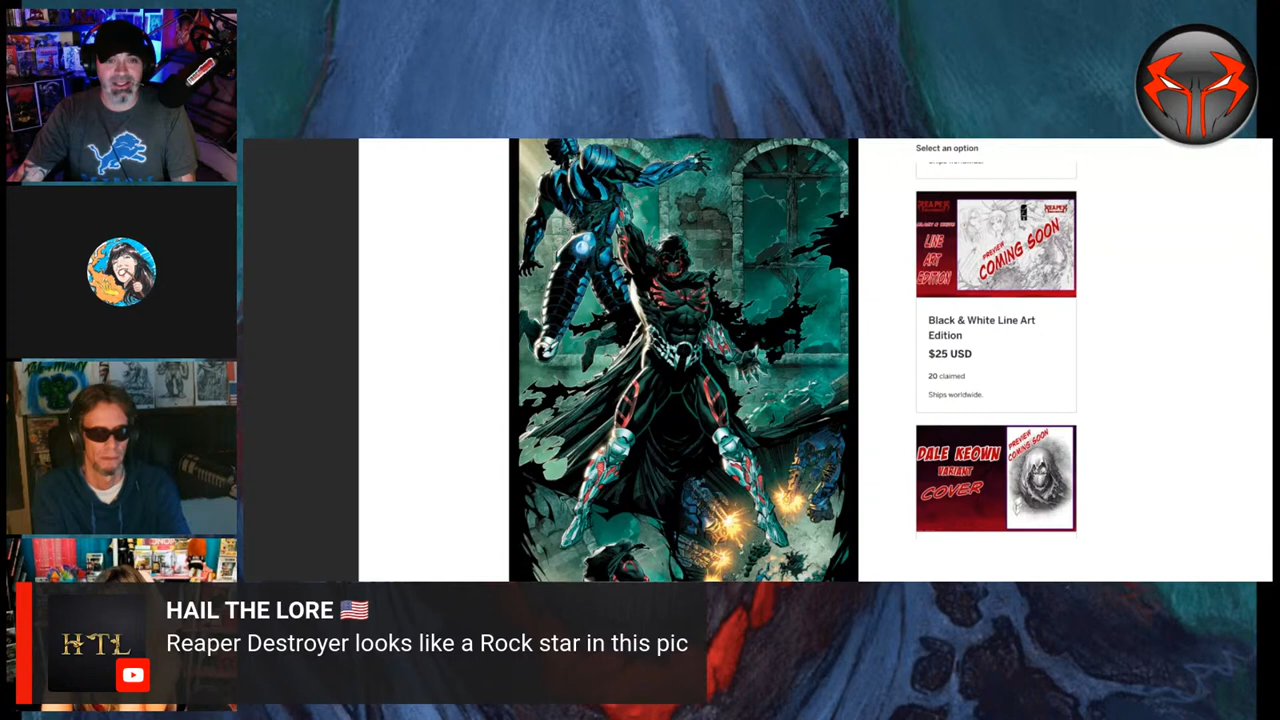 Select an option
Ships worldwide.
REAPER
REAPER
LINE
ART
EDITION
PREVIEW
COMING SOON
Black & White Line Art
Edition
$25 USD
20 claimed
Ships worldwide.
DALE KEOWN
VARIANT
COVER
PREVIEW
COMING SOON
HAIL THE LORE
HTL
Reaper Destroyer looks like a Rock star in this pic